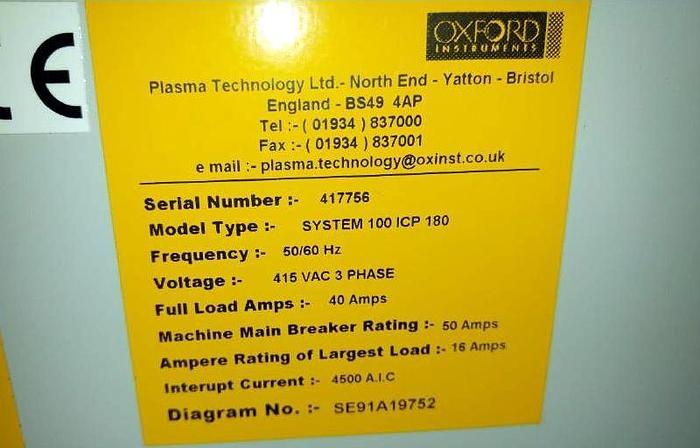 CE
OXFORD
INSTRUMENTS
Plasma Technology Ltd.- North End - Yatton - Bristol
England - BS49 4AP
Tel :- ( 01934 ) 837000
Fax :- ( 01934 ) 837001
e mail :- plasma.technology@oxinst.co.uk
Serial Number :- 417756
Model Type :- SYSTEM 100 ICP 180
Frequency :- 50/60 Hz
Voltage :- 415 VAC 3 PHASE
Full Load Amps :- 40 Amps
Machine Main Breaker Rating :- 50 Amps
Ampere Rating of Largest Load :- 16 Amps
Interupt Current :- 4500 A.I.C
Diagram No. :- SE91A19752